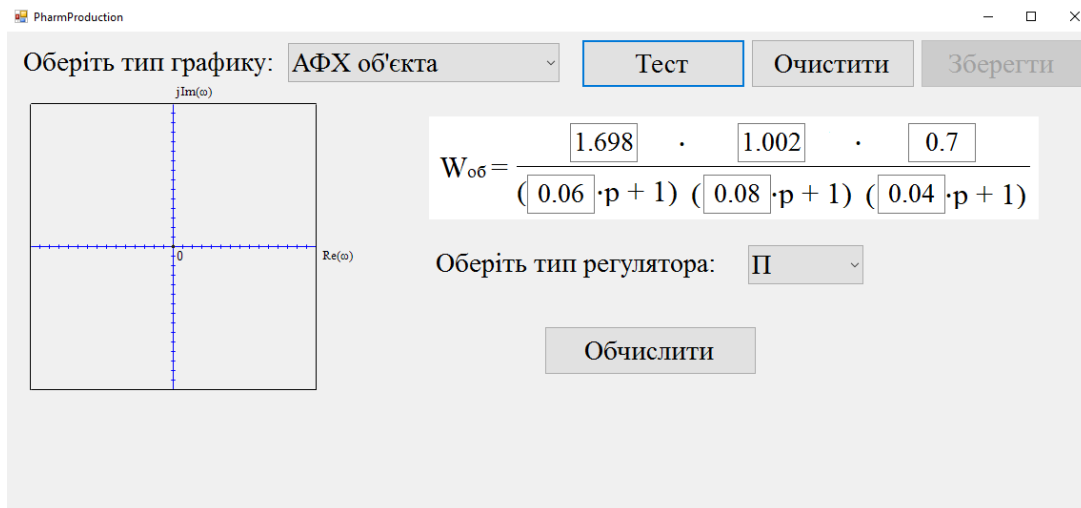 PharmProduction
Оберіть тип графику: АФХ об'єкта Тест Очистити Зберегти
jIm(ω)
1.698 · 1.002 · 0.7
Wоб =
(0.06 ·p + 1) (0.08 ·p + 1) (0.04 ·p + 1)
0
Re(ω)
Оберіть тип регулятора: П
Обчислити